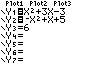 Plot1 Plot2 Plot3
\Y₁=X²+3X-3
\Y₂=-X²+X+5
\Y₃=6
\Y₄=
\Y₅=
\Y₆=
\Y₇=